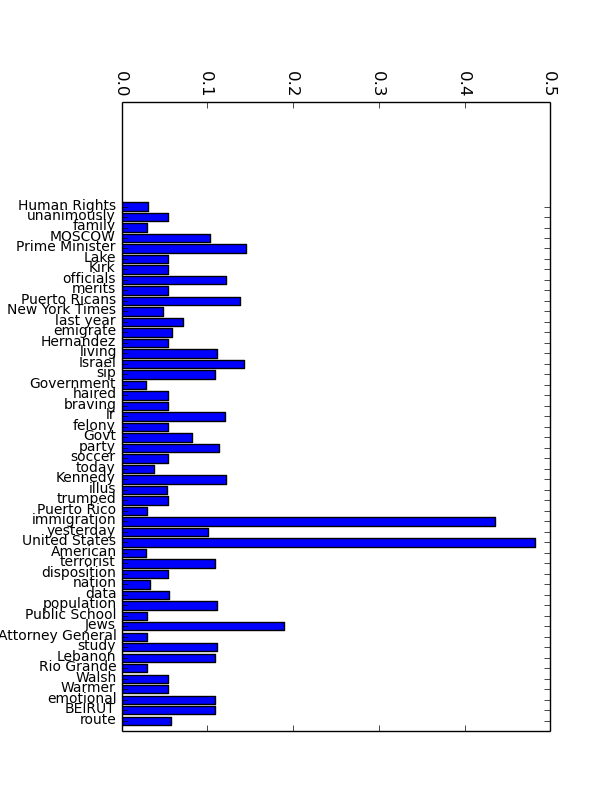 0.0 0.1 0.2 0.3 0.4 0.5
Human Rights
unanimously
family
MOSCOW
Prime Minister
Lake
Kirk
officials
merits
Puerto Ricans
New York Times
last year
emigrate
Hernandez
living
Israel
sip
Government
haired
braving
Ir
felony
Govt
party
soccer
today
Kennedy
illus
trumped
Puerto Rico
immigration
yesterday
United States
American
terrorist
disposition
nation
data
population
Public School
Jews
Attorney General
study
Lebanon
Rio Grande
Walsh
Warmer
emotional
BEIRUT
route